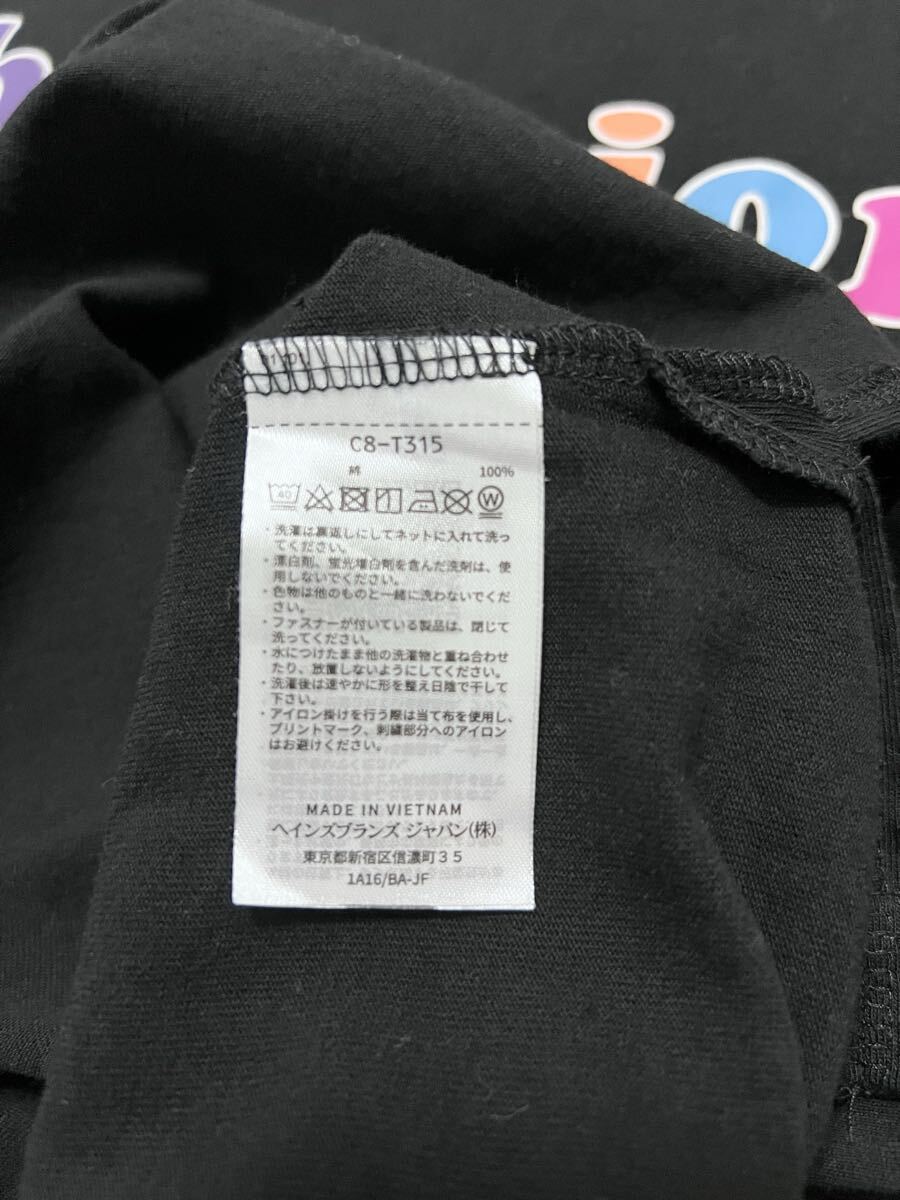 C8-T315
綿 100%
40
W
・洗濯は裏返しにしてネットに入れて洗っ
てください。
・漂白剤、蛍光増白剤を含んだ洗剤は、使
用しないでください。
・色物は他のものと一緒に洗わないでくだ
さい。
・ファスナーが付いている製品は、閉じて
洗ってください。
・水につけたまま他の洗濯物と重ね合わせ
たり、放置しないようにしてください。
・洗濯後は速やかに形を整え日陰で干して
下さい。
・アイロン掛けを行う際は当て布を使用し、
プリントマーク、刺繍部分へのアイロン
はお避けください。
MADE IN VIETNAM
ヘインズブランズ ジャパン(株)
東京都新宿区信濃町35
1A16/BA-JF